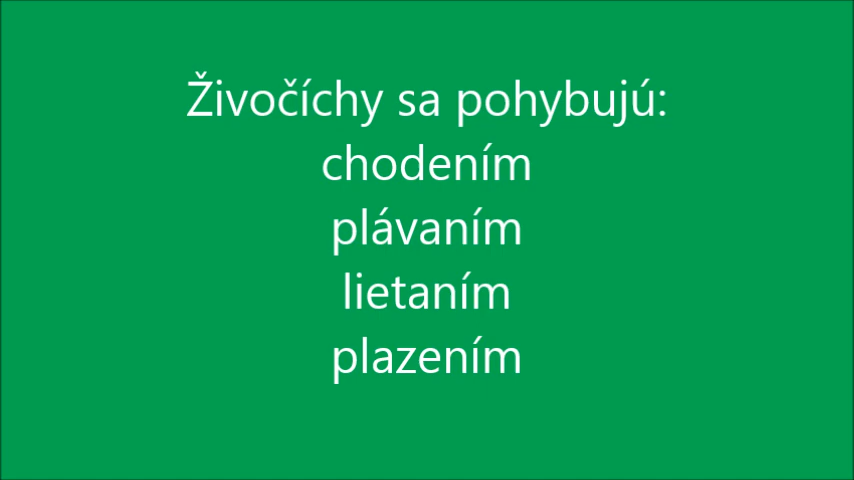 Živočíchy sa pohybujú:
chodením
plávaním
lietaním
plazením